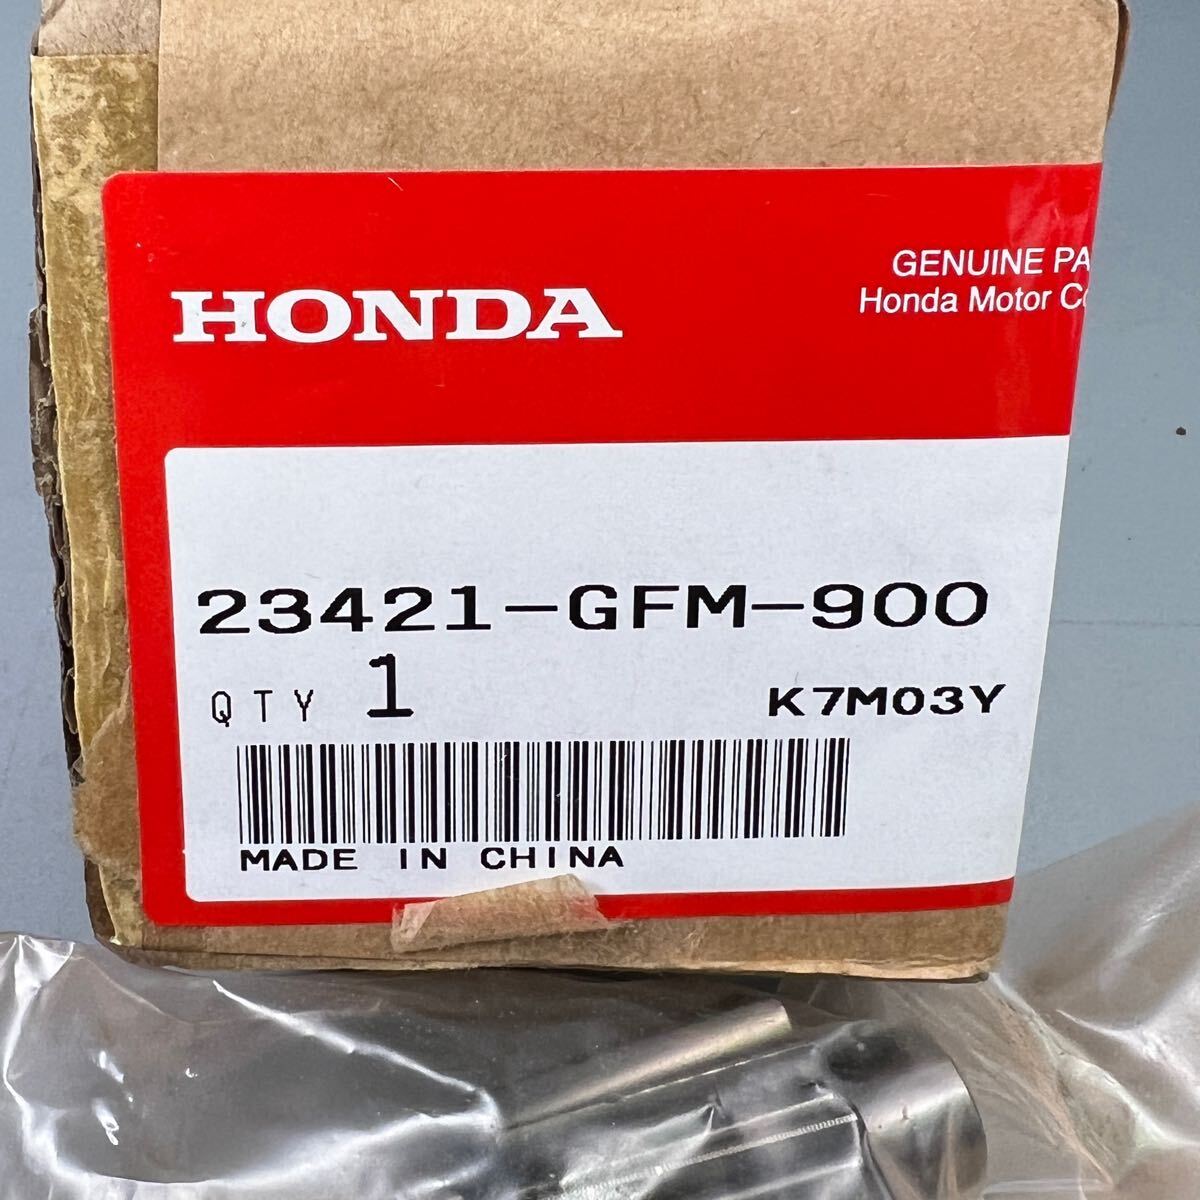 HONDA
GENUINE PA
Honda Motor Co
23421-GFM-900
QTY 1
K7M03Y
MADE IN CHINA